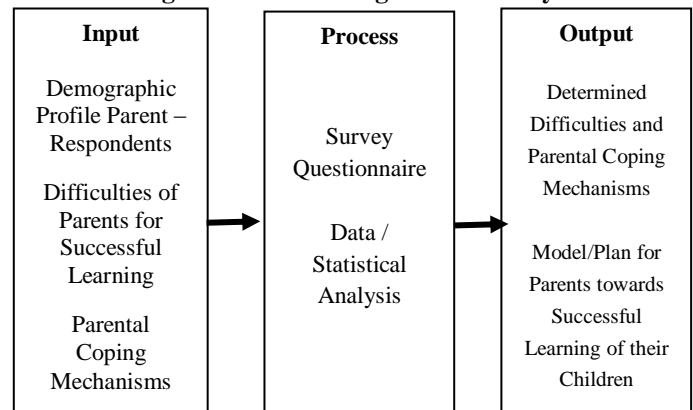 Input
Demographic
Profile Parent –
Respondents
Difficulties of
Parents for
Successful
Learning
Parental
Coping
Mechanisms
Process
Survey
Questionnaire
Data /
Statistical
Analysis
Output
Determined
Difficulties and
Parental Coping
Mechanisms
Model/Plan for
Parents towards
Successful
Learning of their
Children